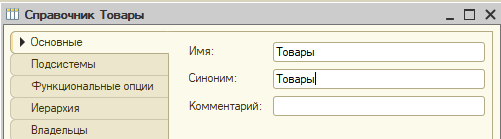 Справочник Товары
Основные
Подсистемы
Функциональные опции
Иерархия
Владельцы
Имя: Товары
Синоним: Товары
Комментарий: